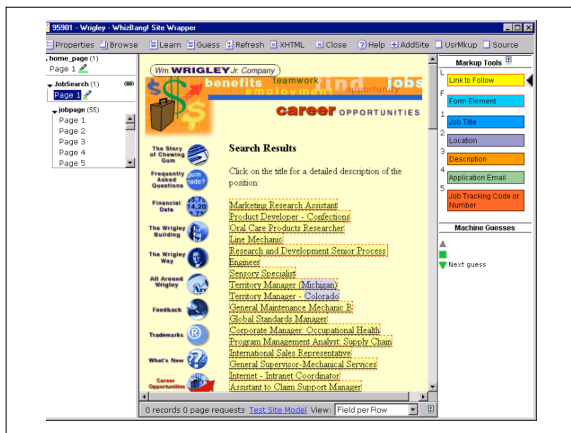 95901 - Wrigley - WhizBang! Site Wrapper
Properties Browse Learn Guess Refresh XHTML Close Help +AddSite UsrMkup Source
home_page (1)
Page 1
JobSearch (1)
Page 1
jobpage (55)
Page 1
Page 2
Page 3
Page 4
Page 5
Wm. WRIGLEY Jr. Company
benefits Teamwork find jobs
employment opportunity
career OPPORTUNITIES
The Story
of Chewing
Gum
Frequently
Asked
Questions
Financial
Data
The Wrigley
Building
The Wrigley
Way
All Around
Wrigley
Feedback
Trademarks
What's New
Career
Opportunities
Search Results
Click on the title for a detailed description of the
position:
Marketing Research Assistant
Product Developer - Confections
Oral Care Products Researcher
Line Mechanic
Research and Development Senior Process
Engineer
Sensory Specialist
Territory Manager (Michigan)
Territory Manager - Colorado
General Maintenance Mechanic B
Global Standards Manager
Corporate Manager: Occupational Health
Program Management Analyst: Supply Chain
International Sales Representative
General Supervisor-Mechanical Services
Internet - Intranet Coordinator
Assistant to Claim Support Manager
0 records 0 page requests Test Site Model View: Field per Row
Markup Tools
L
Link to Follow
F
Form Element
1
Job Title
2
Location
3
Description
4
Application Email
5
Job Tracking Code or
Number
Machine Guesses
Next guess